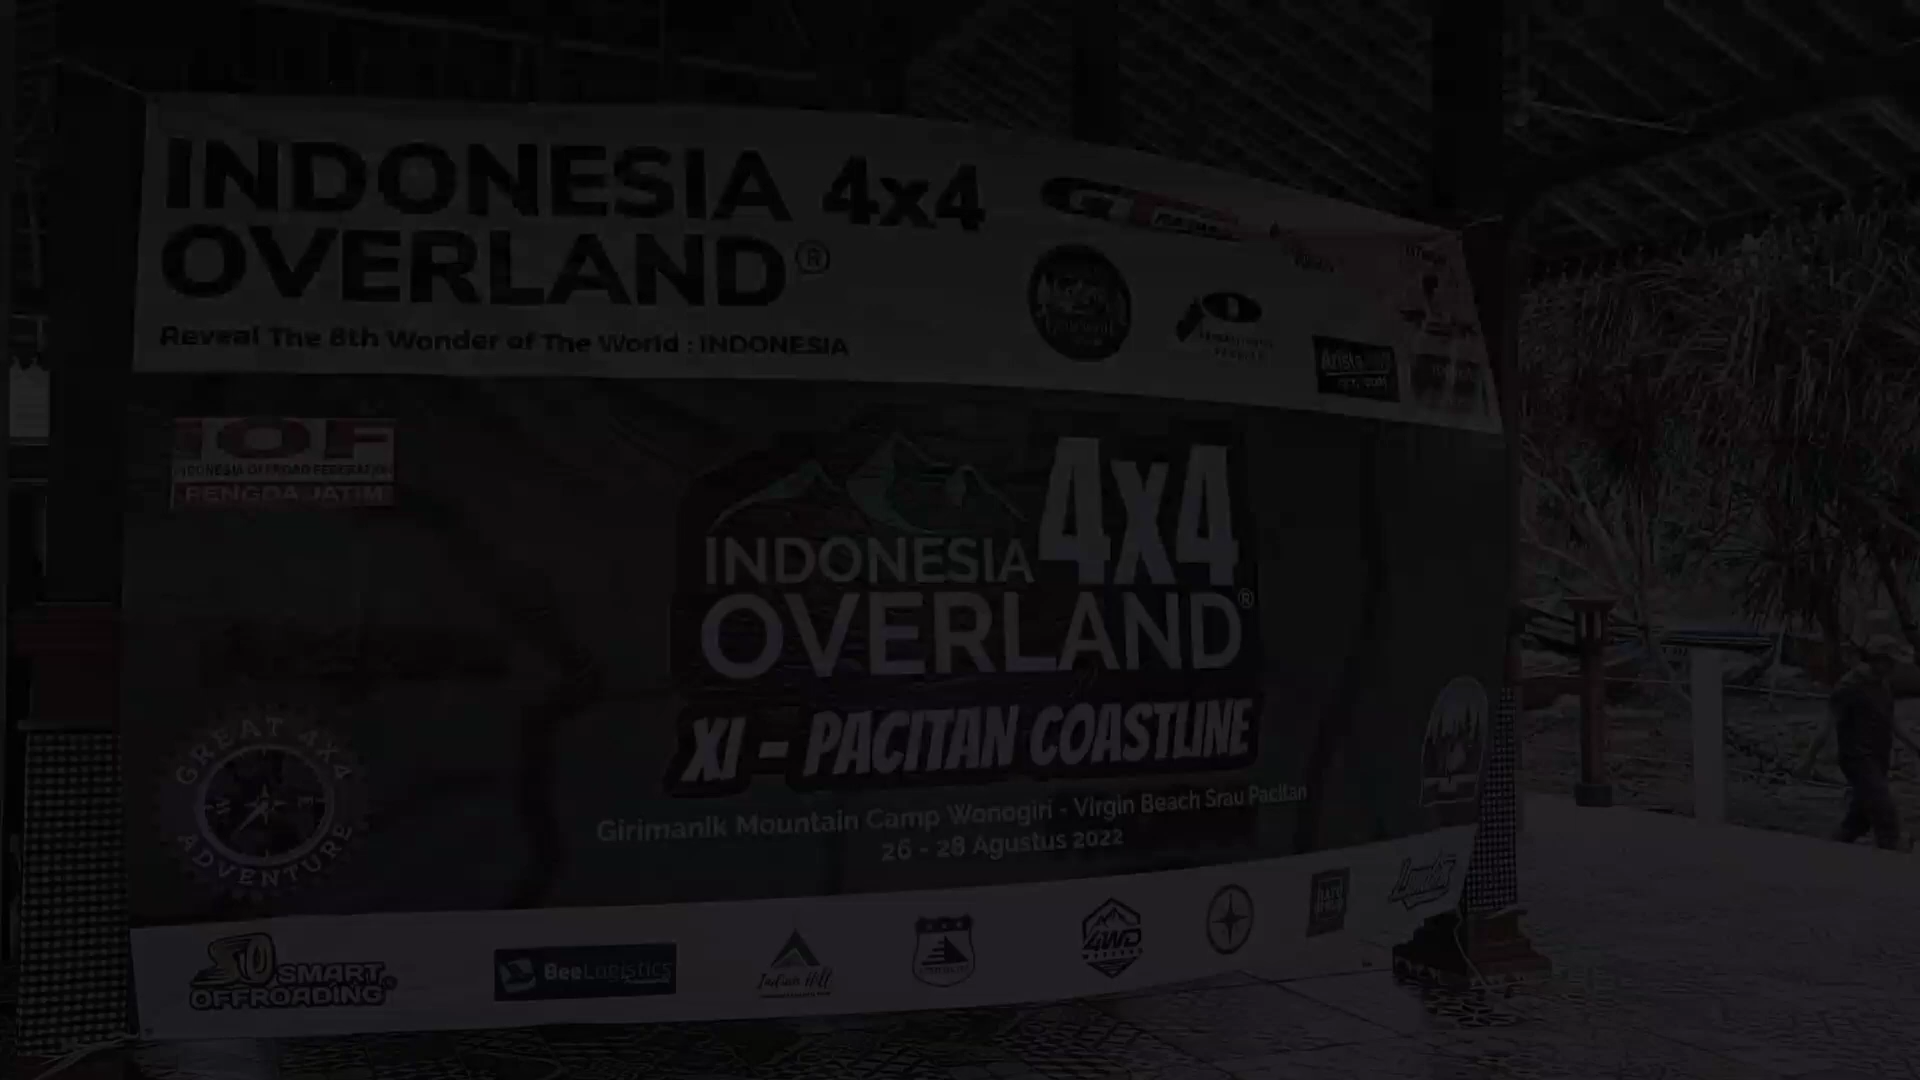 INDONESIA 4x4
OVERLAND®
Reveal The 8th Wonder of The World : INDONESIA
IOF
INDONESIA OFFROAD FEDERATION
PENGDA JATIM
INDONESIA 4X4
OVERLAND®
XI - PACITAN COASTLINE
Girimanik Mountain Camp Wonogiri - Virgin Beach Srau Pacitan
26 - 28 Agustus 2022
GREAT 4X4
W E
ADVENTURE
SMART
OFFROADING
BeeLogistics
Indian Hill
4WD